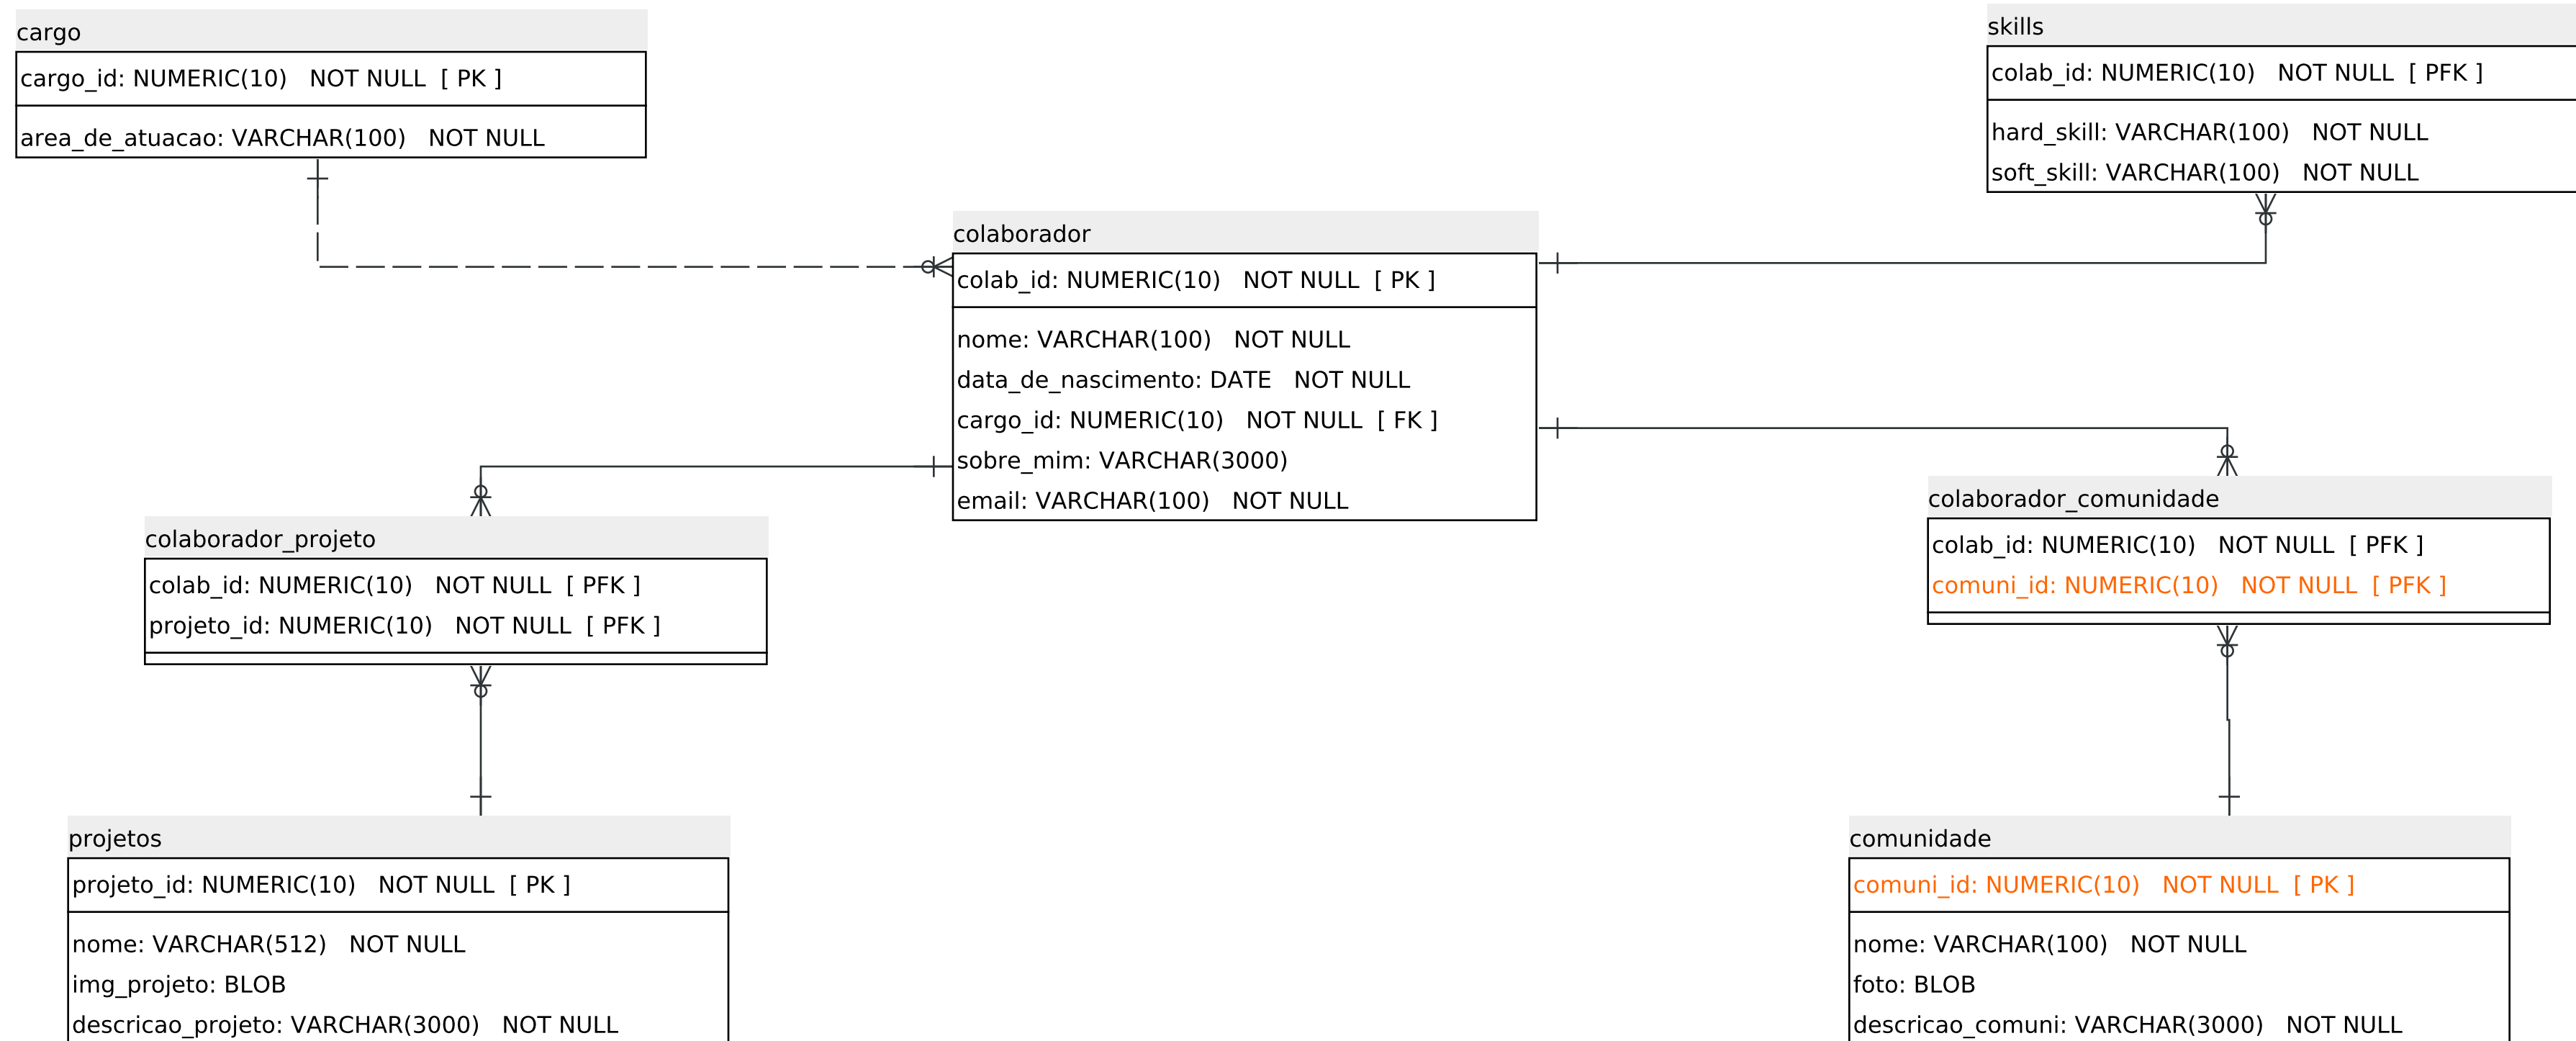 cargo
cargo_id: NUMERIC(10) NOT NULL [ PK ]
area_de_atuacao: VARCHAR(100) NOT NULL
skills
colab_id: NUMERIC(10) NOT NULL [ PFK ]
hard_skill: VARCHAR(100) NOT NULL
soft_skill: VARCHAR(100) NOT NULL
colaborador
colab_id: NUMERIC(10) NOT NULL [ PK ]
nome: VARCHAR(100) NOT NULL
data_de_nascimento: DATE NOT NULL
cargo_id: NUMERIC(10) NOT NULL [ FK ]
sobre_mim: VARCHAR(3000)
email: VARCHAR(100) NOT NULL
colaborador_projeto
colab_id: NUMERIC(10) NOT NULL [ PFK ]
projeto_id: NUMERIC(10) NOT NULL [ PFK ]
colaborador_comunidade
colab_id: NUMERIC(10) NOT NULL [ PFK ]
comuni_id: NUMERIC(10) NOT NULL [ PFK ]
projetos
projeto_id: NUMERIC(10) NOT NULL [ PK ]
nome: VARCHAR(512) NOT NULL
img_projeto: BLOB
descricao_projeto: VARCHAR(3000) NOT NULL
comunidade
comuni_id: NUMERIC(10) NOT NULL [ PK ]
nome: VARCHAR(100) NOT NULL
foto: BLOB
descricao_comuni: VARCHAR(3000) NOT NULL